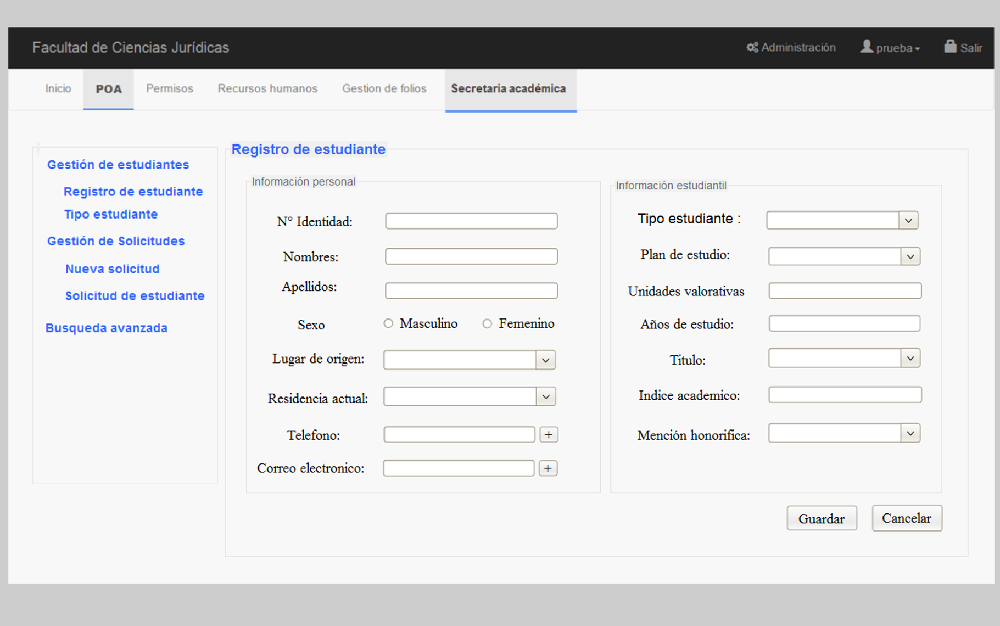 Facultad de Ciencias Jurídicas
Administración
prueba
Salir
Inicio
POA
Permisos
Recursos humanos
Gestion de folios
Secretaria académica
Gestión de estudiantes
Registro de estudiante
Tipo estudiante
Gestión de Solicitudes
Nueva solicitud
Solicitud de estudiante
Busqueda avanzada
Registro de estudiante
Información personal
N° Identidad:
Nombres:
Apellidos:
Sexo
Masculino
Femenino
Lugar de origen:
Residencia actual:
Telefono:
+
Correo electronico:
+
Información estudiantil
Tipo estudiante :
Plan de estudio:
Unidades valorativas
Años de estudio:
Titulo:
Indice academico:
Mención honorifica:
Guardar
Cancelar